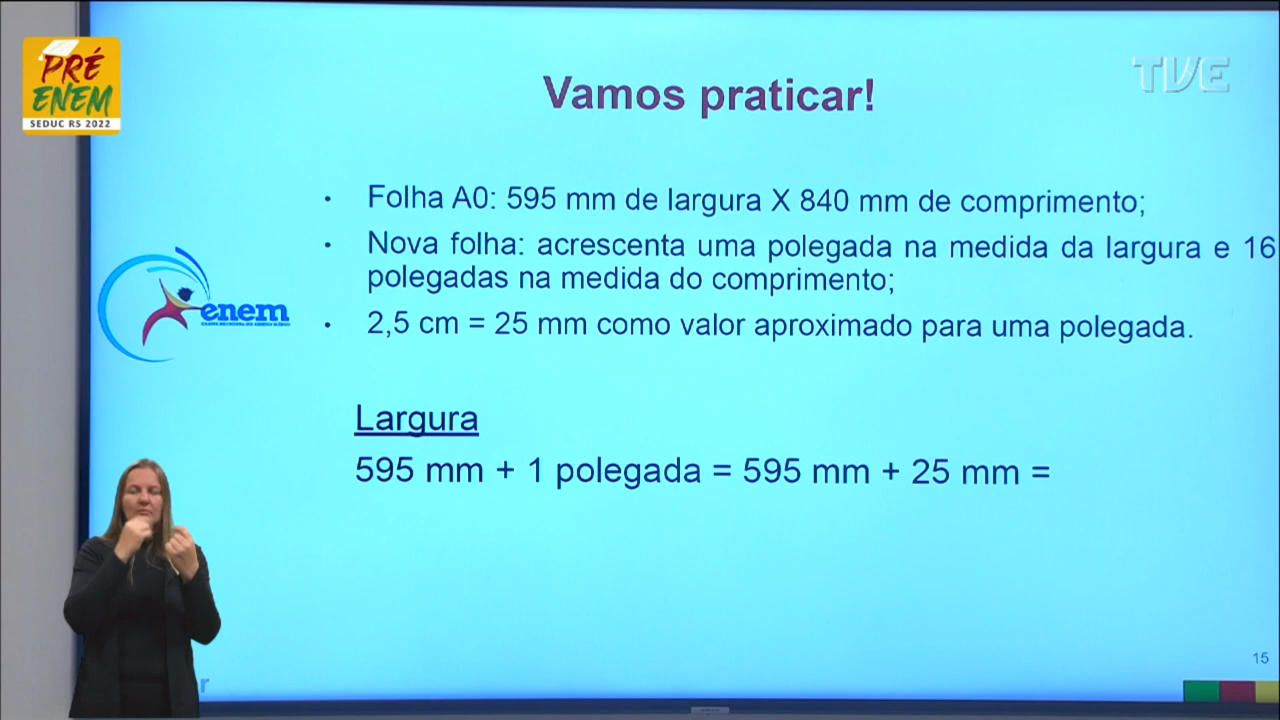 PRÉ
ENEM
SEDUC RS 2022
TVE
Vamos praticar!
• Folha A0: 595 mm de largura X 840 mm de comprimento;
• Nova folha: acrescenta uma polegada na medida da largura e 16
polegadas na medida do comprimento;
enem
• 2,5 cm = 25 mm como valor aproximado para uma polegada.
Largura
595 mm + 1 polegada = 595 mm + 25 mm =
15
r